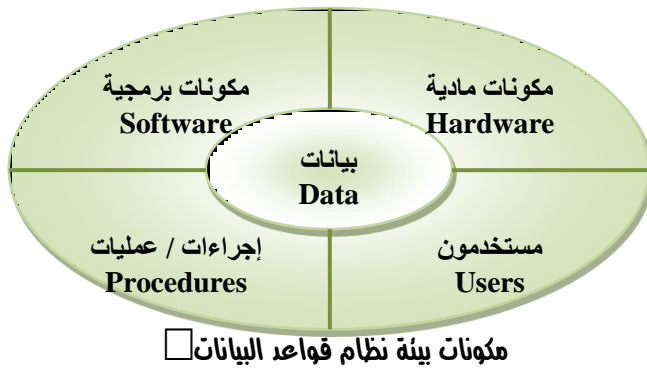 مكونات مادية
Hardware
مكونات برمجية
Software
بيانات
Data
مستخدمون
Users
إجراءات / عمليات
Procedures
مكونات بيئة نظام قواعد البيانات